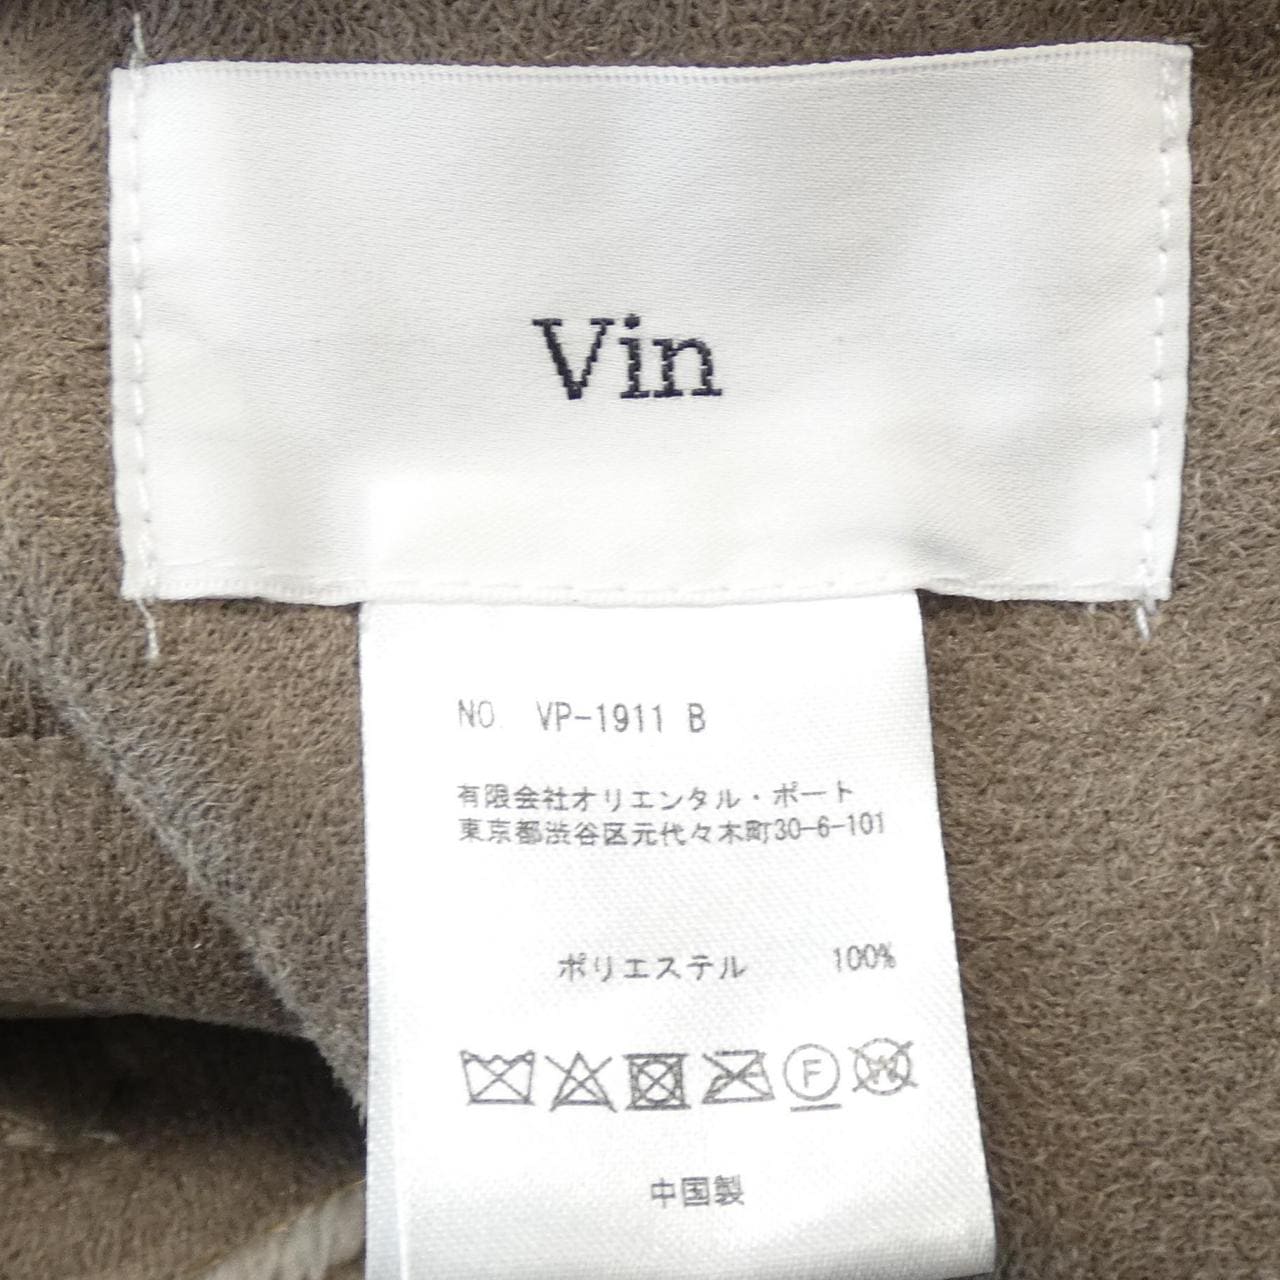 Vin
NO. VP-1911 B
有限会社オリエンタル・ポート
東京都渋谷区元代々木町30-6-101
ポリエステル 100%
F W
中国製